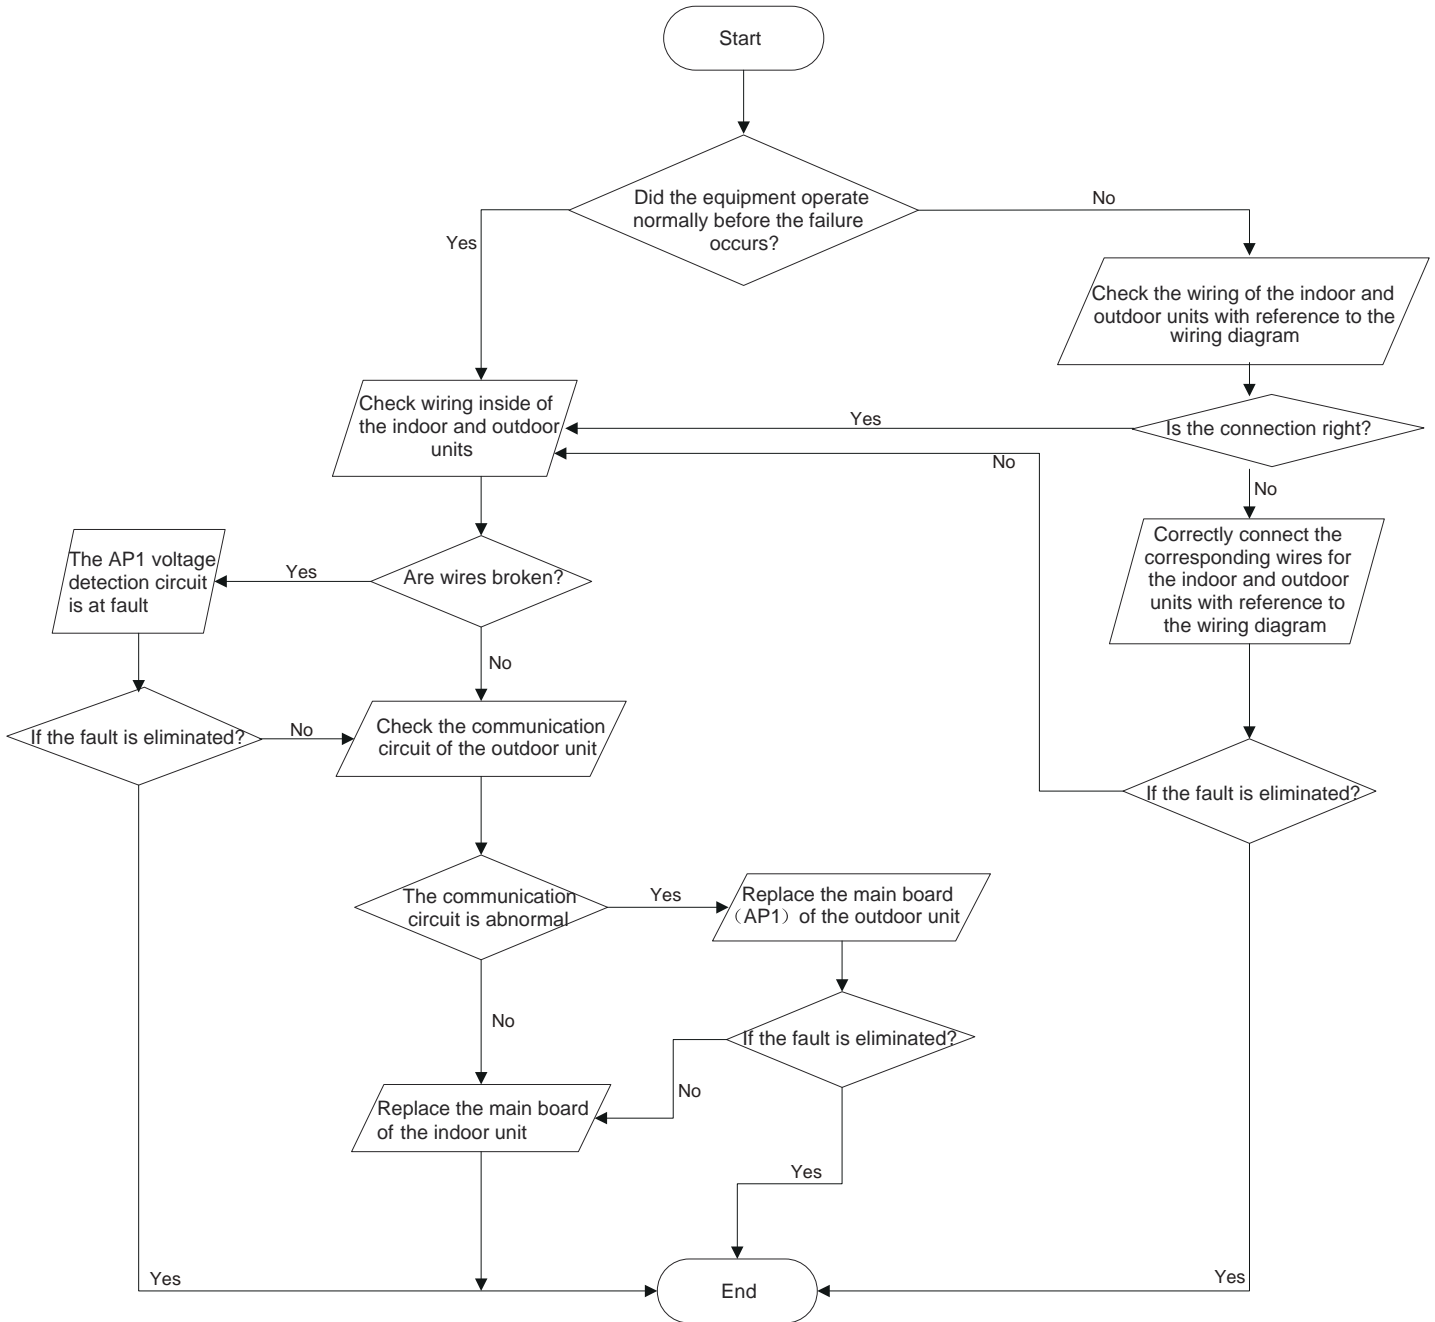 Start
Did the equipment operate
normally before the failure
occurs?
No
Yes
Check the wiring of the indoor and
outdoor units with reference to the
wiring diagram
Check wiring inside of
the indoor and outdoor
units
Yes
Is the connection right?
No
No
Correctly connect the
corresponding wires for
the indoor and outdoor
units with reference to
the wiring diagram
The AP1 voltage
detection circuit
is at fault
Yes
Are wires broken?
No
If the fault is eliminated?
No
Check the communication
circuit of the outdoor unit
If the fault is eliminated?
The communication
circuit is abnormal
Yes
Replace the main board
（AP1）of the outdoor unit
No
If the fault is eliminated?
No
Replace the main board
of the indoor unit
Yes
Yes
End
Yes